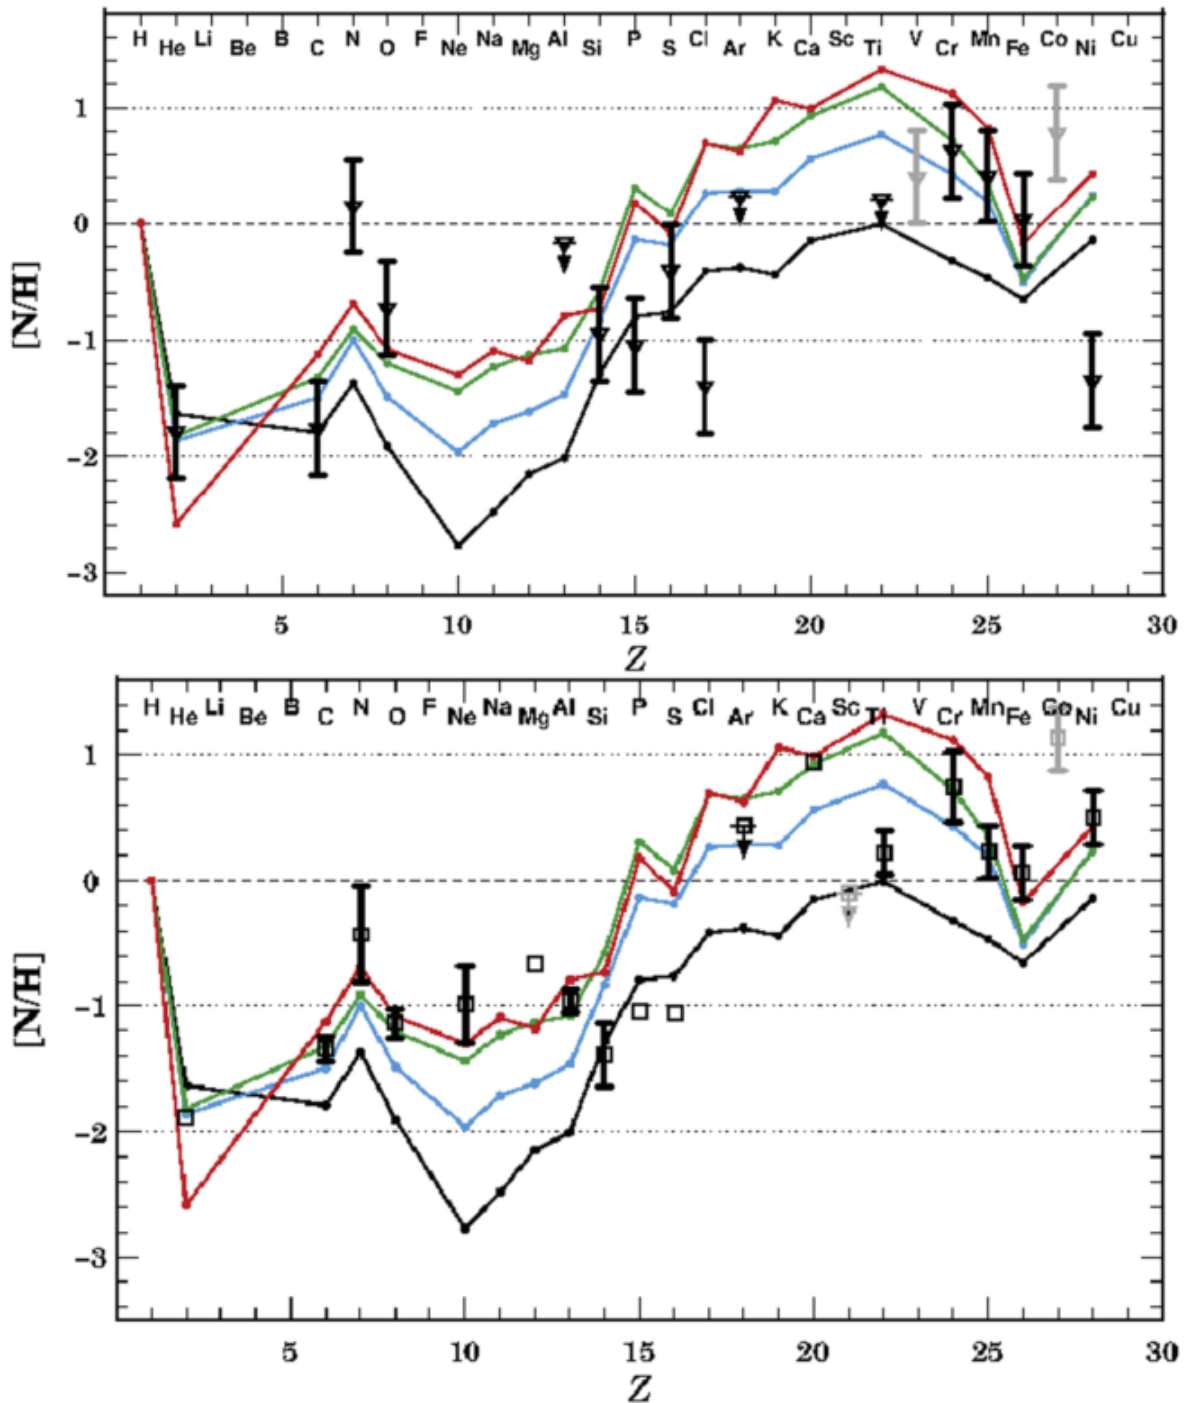 H He Li Be B C N O F Ne Na Mg Al Si P S Cl Ar K Ca Sc Ti V Cr Mn Fe Co Ni Cu
1
0
−1
−2
−3
[N/H]
5 10 15 20 25 30
Z
H He Li Be B C N O F Ne Na Mg Al Si P S Cl Ar K Ca Sc Ti V Cr Mn Fe Co Ni Cu
1
0
−1
−2
−3
[N/H]
5 10 15 20 25 30
Z